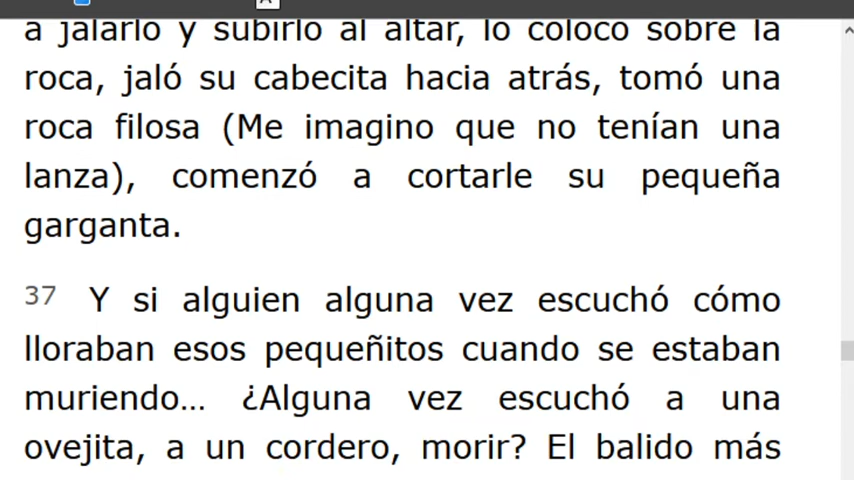 a jalarlo y subirlo al altar, lo colocó sobre la
roca, jaló su cabecita hacia atrás, tomó una
roca filosa (Me imagino que no tenían una
lanza), comenzó a cortarle su pequeña
garganta.
37 Y si alguien alguna vez escuchó cómo
lloraban esos pequeñitos cuando se estaban
muriendo... ¿Alguna vez escuchó a una
ovejita, a un cordero, morir? El balido más